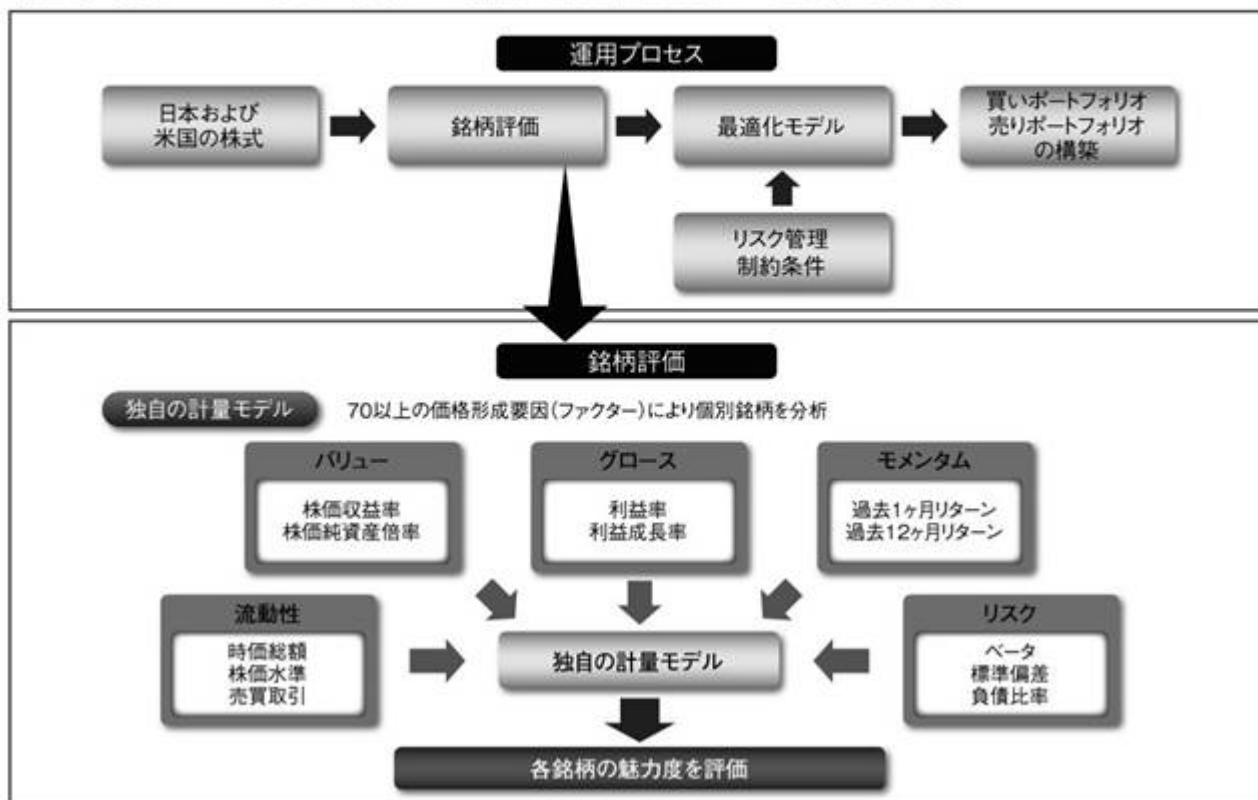 運用プロセス
日本および
米国の株式
銘柄評価
最適化モデル
買いポートフォリオ
売りポートフォリオ
の構築
リスク管理
制約条件
銘柄評価
独自の計量モデル
70以上の価格形成要因(ファクター)により個別銘柄を分析
バリュー
株価収益率
株価純資産倍率
グロース
利益率
利益成長率
モメンタム
過去1ヶ月リターン
過去12ヶ月リターン
流動性
時価総額
株価水準
売買取引
独自の計量モデル
リスク
ベータ
標準偏差
負債比率
各銘柄の魅力度を評価